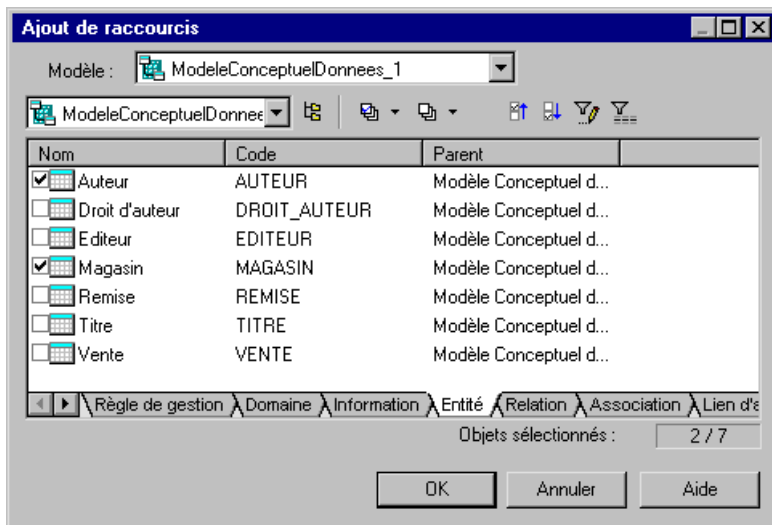 Ajout de raccourcis
Modèle : ModeleConceptuelDonnees_1
ModeleConceptuelDonnee
Nom Code Parent
Auteur AUTEUR Modèle Conceptuel d...
Droit d'auteur DROIT_AUTEUR Modèle Conceptuel d...
Editeur EDITEUR Modèle Conceptuel d...
Magasin MAGASIN Modèle Conceptuel d...
Remise REMISE Modèle Conceptuel d...
Titre TITRE Modèle Conceptuel d...
Vente VENTE Modèle Conceptuel d...
Règle de gestion Domaine Information Entité Relation Association Lien d'a
Objets sélectionnés : 2 / 7
OK Annuler Aide